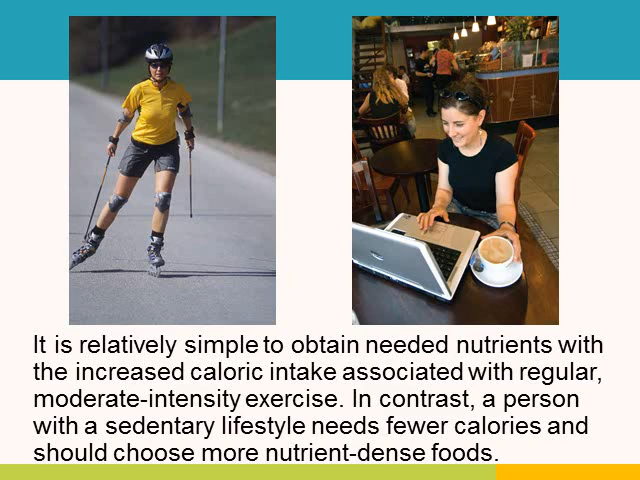 It is relatively simple to obtain needed nutrients with
the increased caloric intake associated with regular,
moderate-intensity exercise. In contrast, a person
with a sedentary lifestyle needs fewer calories and
should choose more nutrient-dense foods.